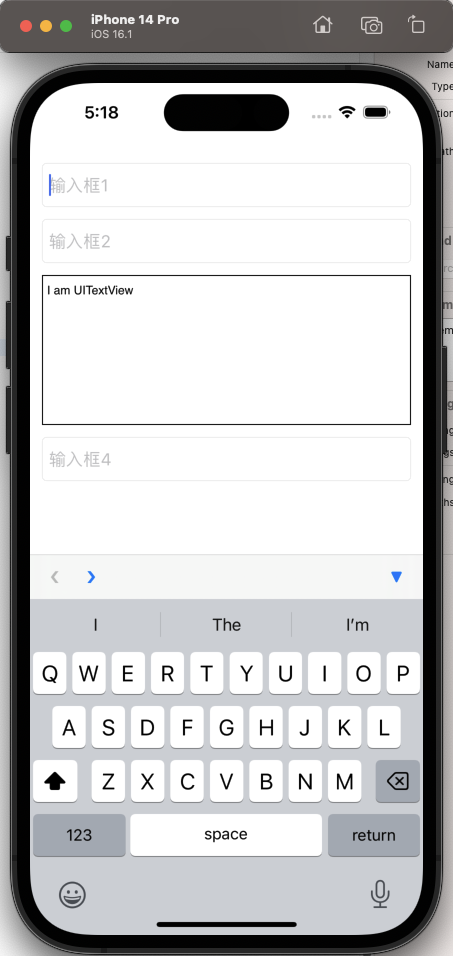 iPhone 14 Pro
iOS 16.1
Name
Type
5:18
输入框1
输入框2
I am UITextView
输入框4
I The I'm
Q W E R T Y U I O P
A S D F G H J K L
Z X C V B N M
123 space return